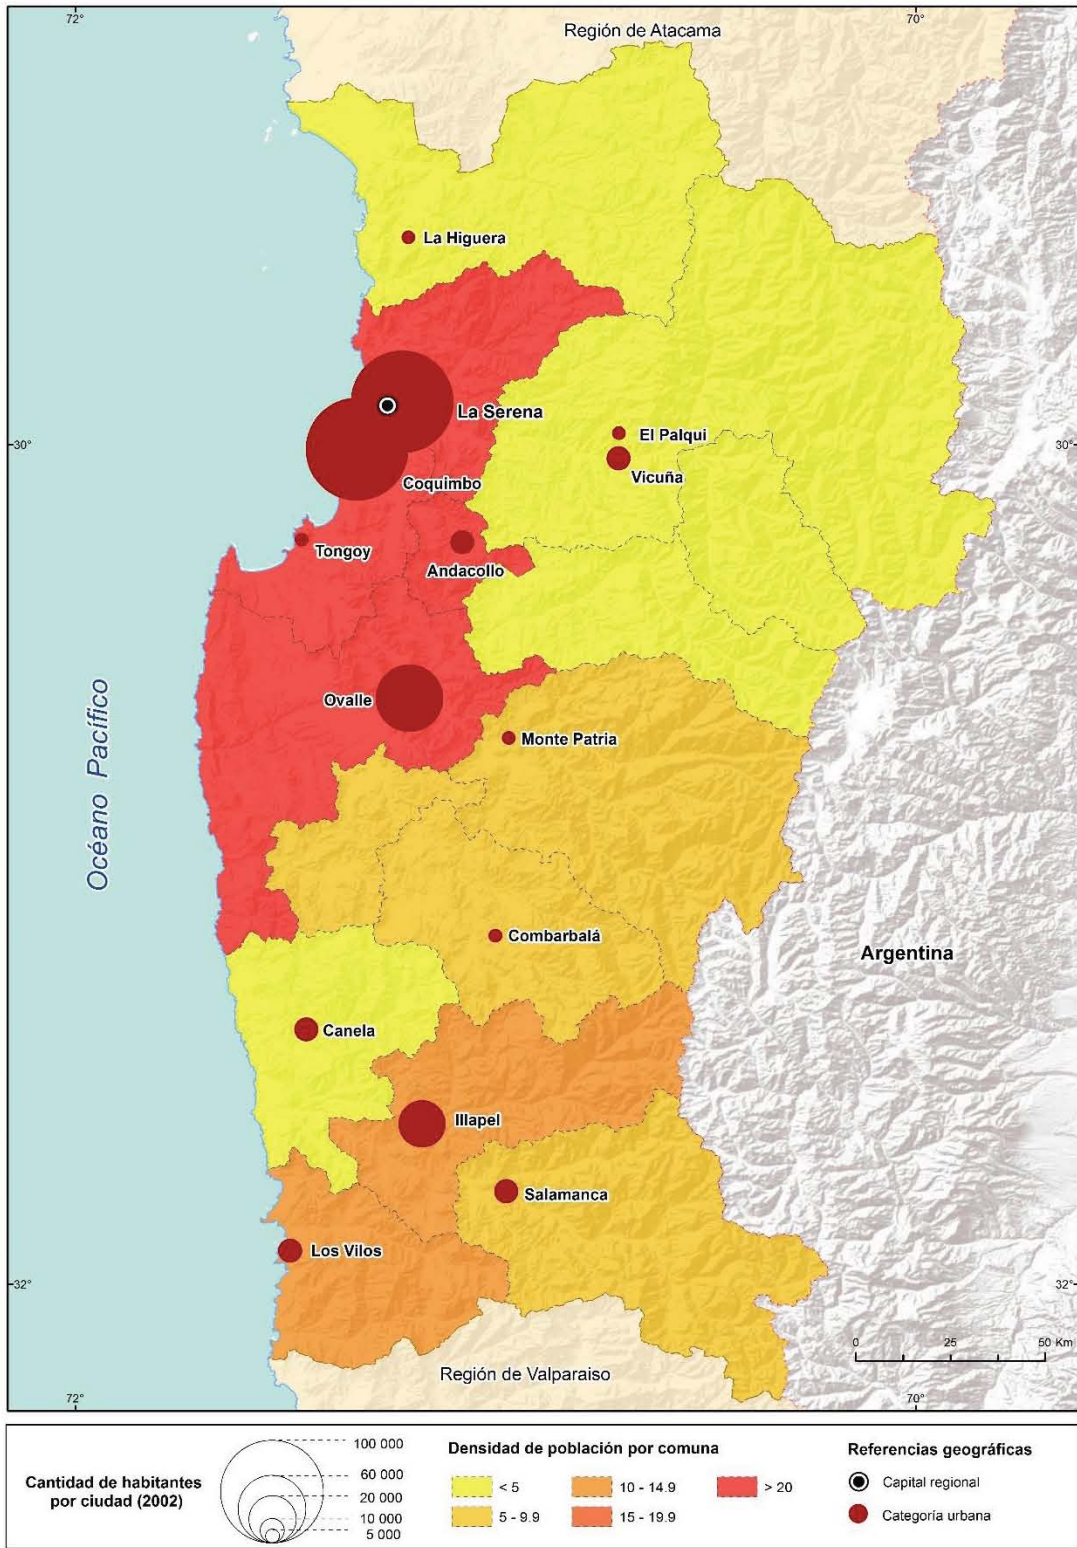 72°
70°
Región de Atacama
La Higuera
La Serena
El Palqui
30°
30°
Vicuña
Coquimbo
Tongoy
Andacollo
Ovalle
Monte Patria
Océano Pacífico
Combarbalá
Argentina
Canela
Illapel
Salamanca
Los Vilos
32°
32°
0 25 50 Km
Región de Valparaiso
72°
70°
Cantidad de habitantes
por ciudad (2002)
100 000
60 000
20 000
10 000
5 000
Densidad de población por comuna
< 5
10 - 14.9
> 20
5 - 9.9
15 - 19.9
Referencias geográficas
Capital regional
Categoría urbana